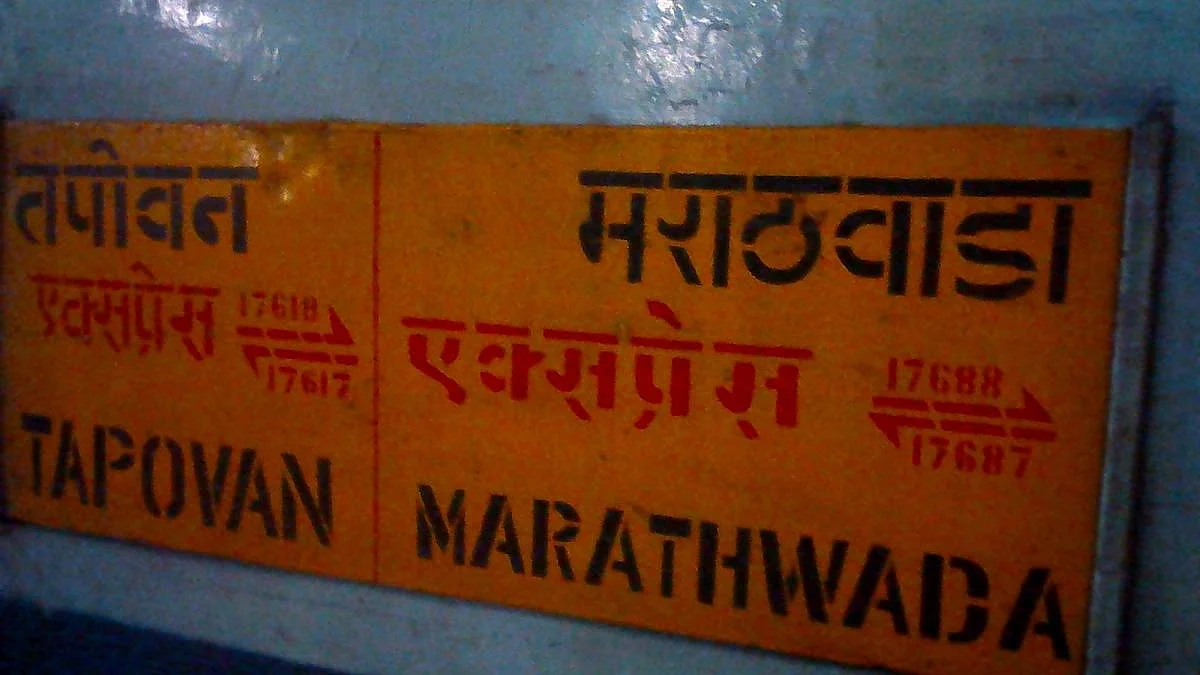 तपोवन
एक्सप्रेस 17618
17617
TAPOVAN
मराठवाडा
एक्सप्रेस 17688
17687
MARATHWADA